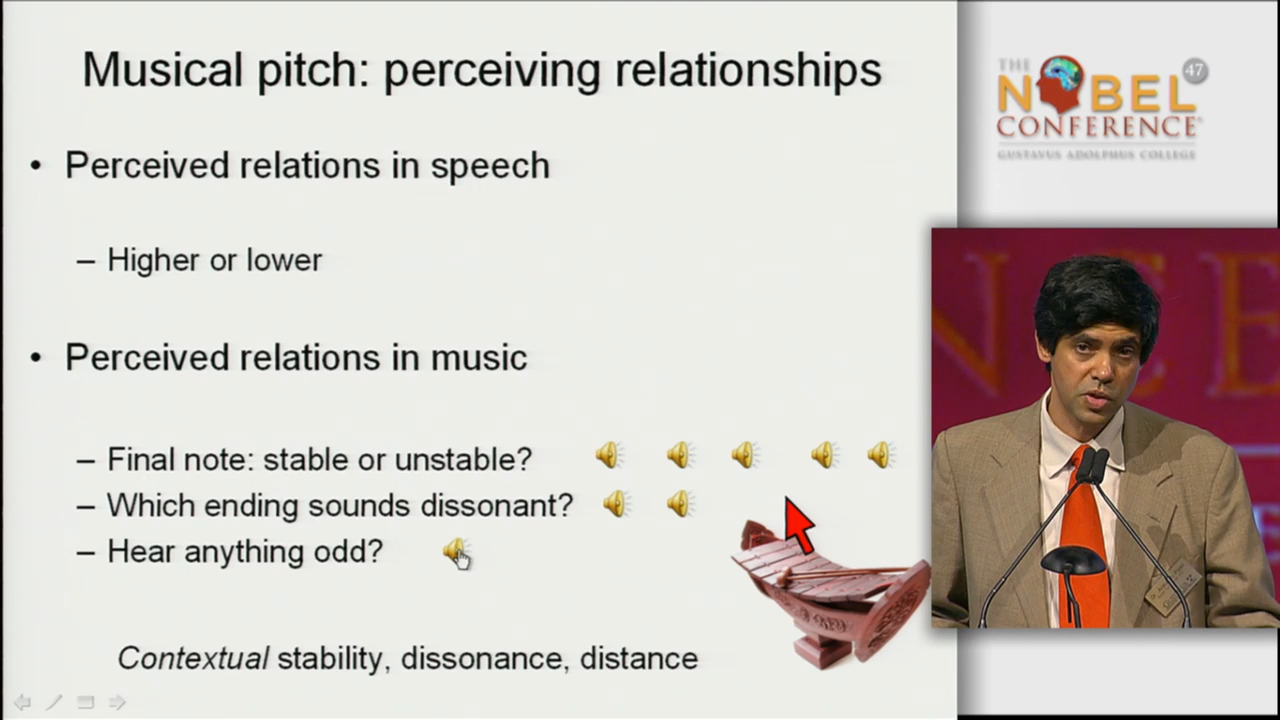 Musical pitch: perceiving relationships
• Perceived relations in speech
– Higher or lower
• Perceived relations in music
– Final note: stable or unstable?
– Which ending sounds dissonant?
– Hear anything odd?
Contextual stability, dissonance, distance
THE
47
NOBEL
CONFERENCE
GUSTAVUS ADOLPHUS COLLEGE